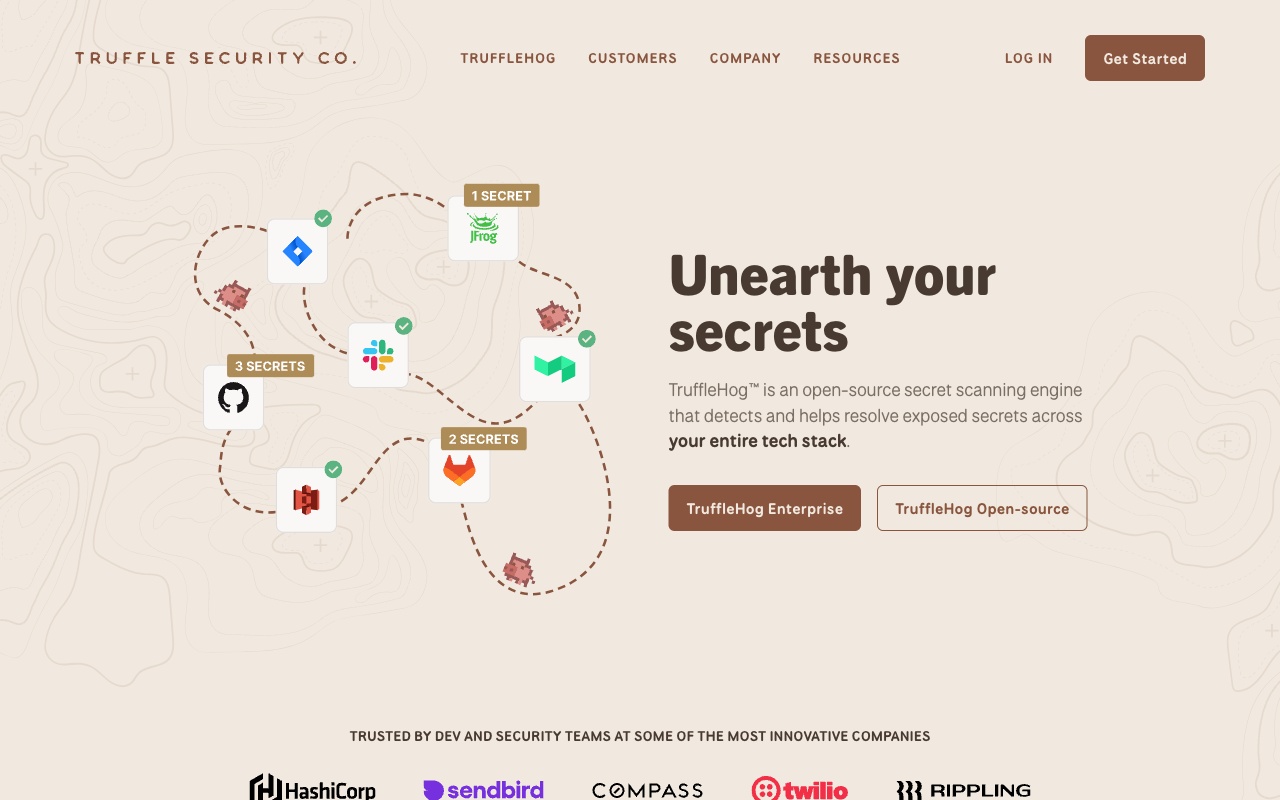 TRUFFLE SECURITY CO.
TRUFFLEHOG
CUSTOMERS
COMPANY
RESOURCES
LOG IN
Get Started
1 SECRET
JFrog
3 SECRETS
2 SECRETS
Unearth your
secrets
TruffleHog™ is an open-source secret scanning engine
that detects and helps resolve exposed secrets across
your entire tech stack.
TruffleHog Enterprise
TruffleHog Open-source
TRUSTED BY DEV AND SECURITY TEAMS AT SOME OF THE MOST INNOVATIVE COMPANIES
HashiCorp
sendbird
COMPASS
twilio
RIPPLING